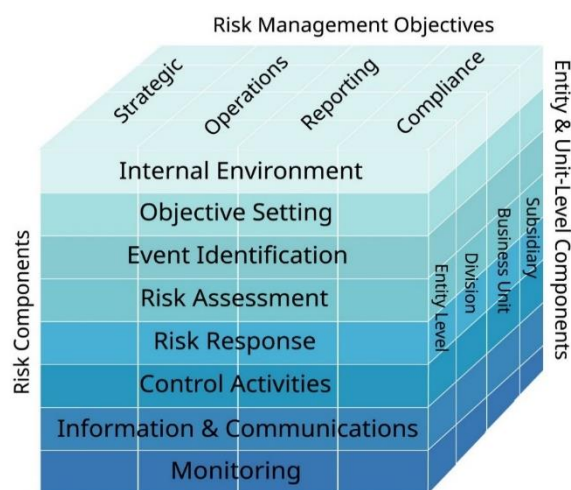 Risk Management Objectives
Strategic
Operations
Reporting
Compliance
Internal Environment
Objective Setting
Event Identification
Risk Assessment
Risk Response
Control Activities
Information & Communications
Monitoring
Risk Components
Entity Level
Division
Business Unit
Subsidiary
Entity & Unit-Level Components